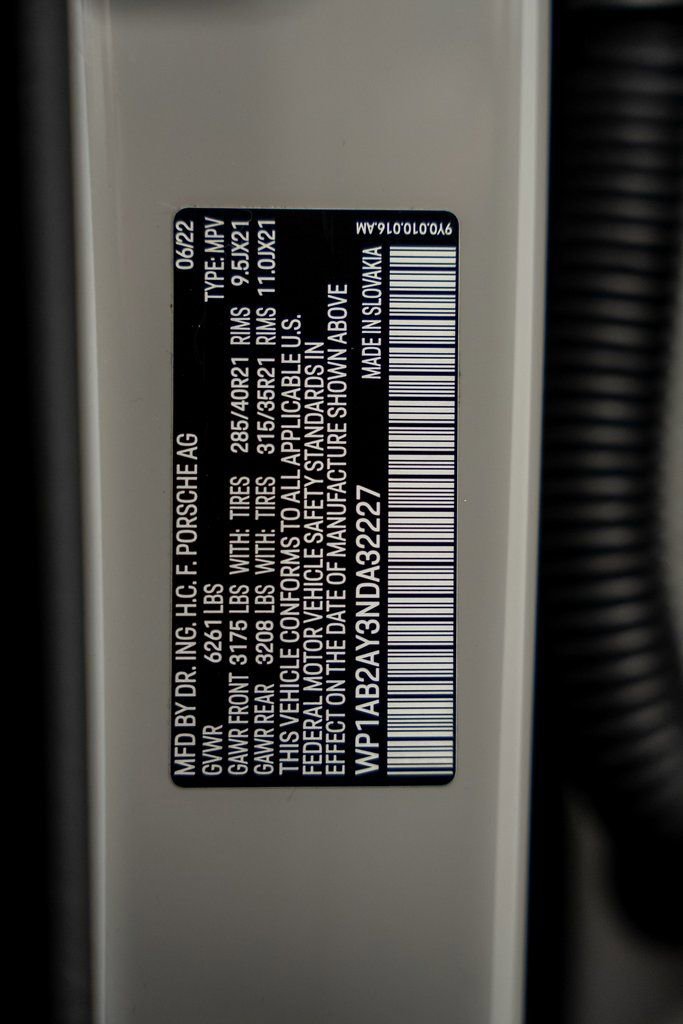 MFD BY DR. ING. H.C. F. PORSCHE AG 06/22
GVWR 6261 LBS TYPE: MPV
GAWR FRONT 3175 LBS WITH: TIRES 285/40R21 RIMS 9.5JX21
GAWR REAR 3208 LBS WITH: TIRES 315/35R21 RIMS 11.0JX21
THIS VEHICLE CONFORMS TO ALL APPLICABLE U.S.
FEDERAL MOTOR VEHICLE SAFETY STANDARDS IN
EFFECT ON THE DATE OF MANUFACTURE SHOWN ABOVE
WP1AB2AY3NDA32227 MADE IN SLOVAKIA
9Y0.010.016.AM